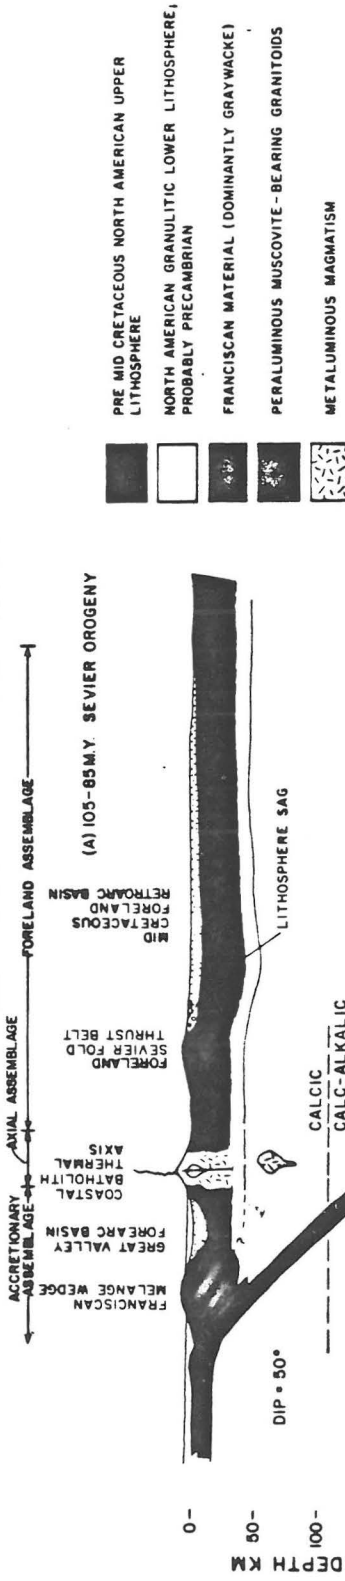 ACCRETIONARY
ASSEMBLAGE
AXIAL ASSEMBLAGE
FORELAND ASSEMBLAGE
(A) 105-85 M.Y. SEVIER OROGENY
FRANCISCAN
MELANGE WEDGE
GREAT VALLEY
FOREARC BASIN
COASTAL
BATHOLITH
THERMAL
AXIS
FORELAND
SEVIER FOLD
THRUST BELT
MID
CRETACEOUS
FORELAND
RETROARC BASIN
LITHOSPHERE SAG
CALCIC
CALC-ALKALIC
DIP = 50°
0-
50-
100-
DEPTH KM
PRE MID CRETACEOUS NORTH AMERICAN UPPER
LITHOSPHERE
NORTH AMERICAN GRANULITIC LOWER LITHOSPHERE,
PROBABLY PRECAMBRIAN
FRANCISCAN MATERIAL (DOMINANTLY GRAYWACKE)
PERALUMINOUS MUSCOVITE-BEARING GRANITOIDS
METALUMINOUS MAGMATISM